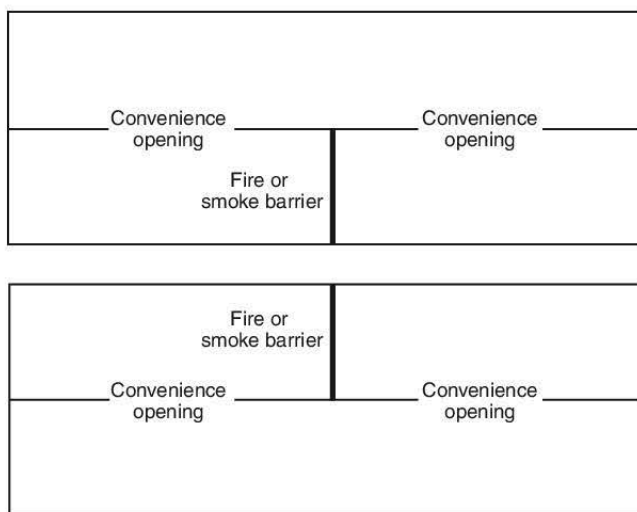 Convenience
opening
Convenience
opening
Fire or
smoke barrier
Fire or
smoke barrier
Convenience
opening
Convenience
opening